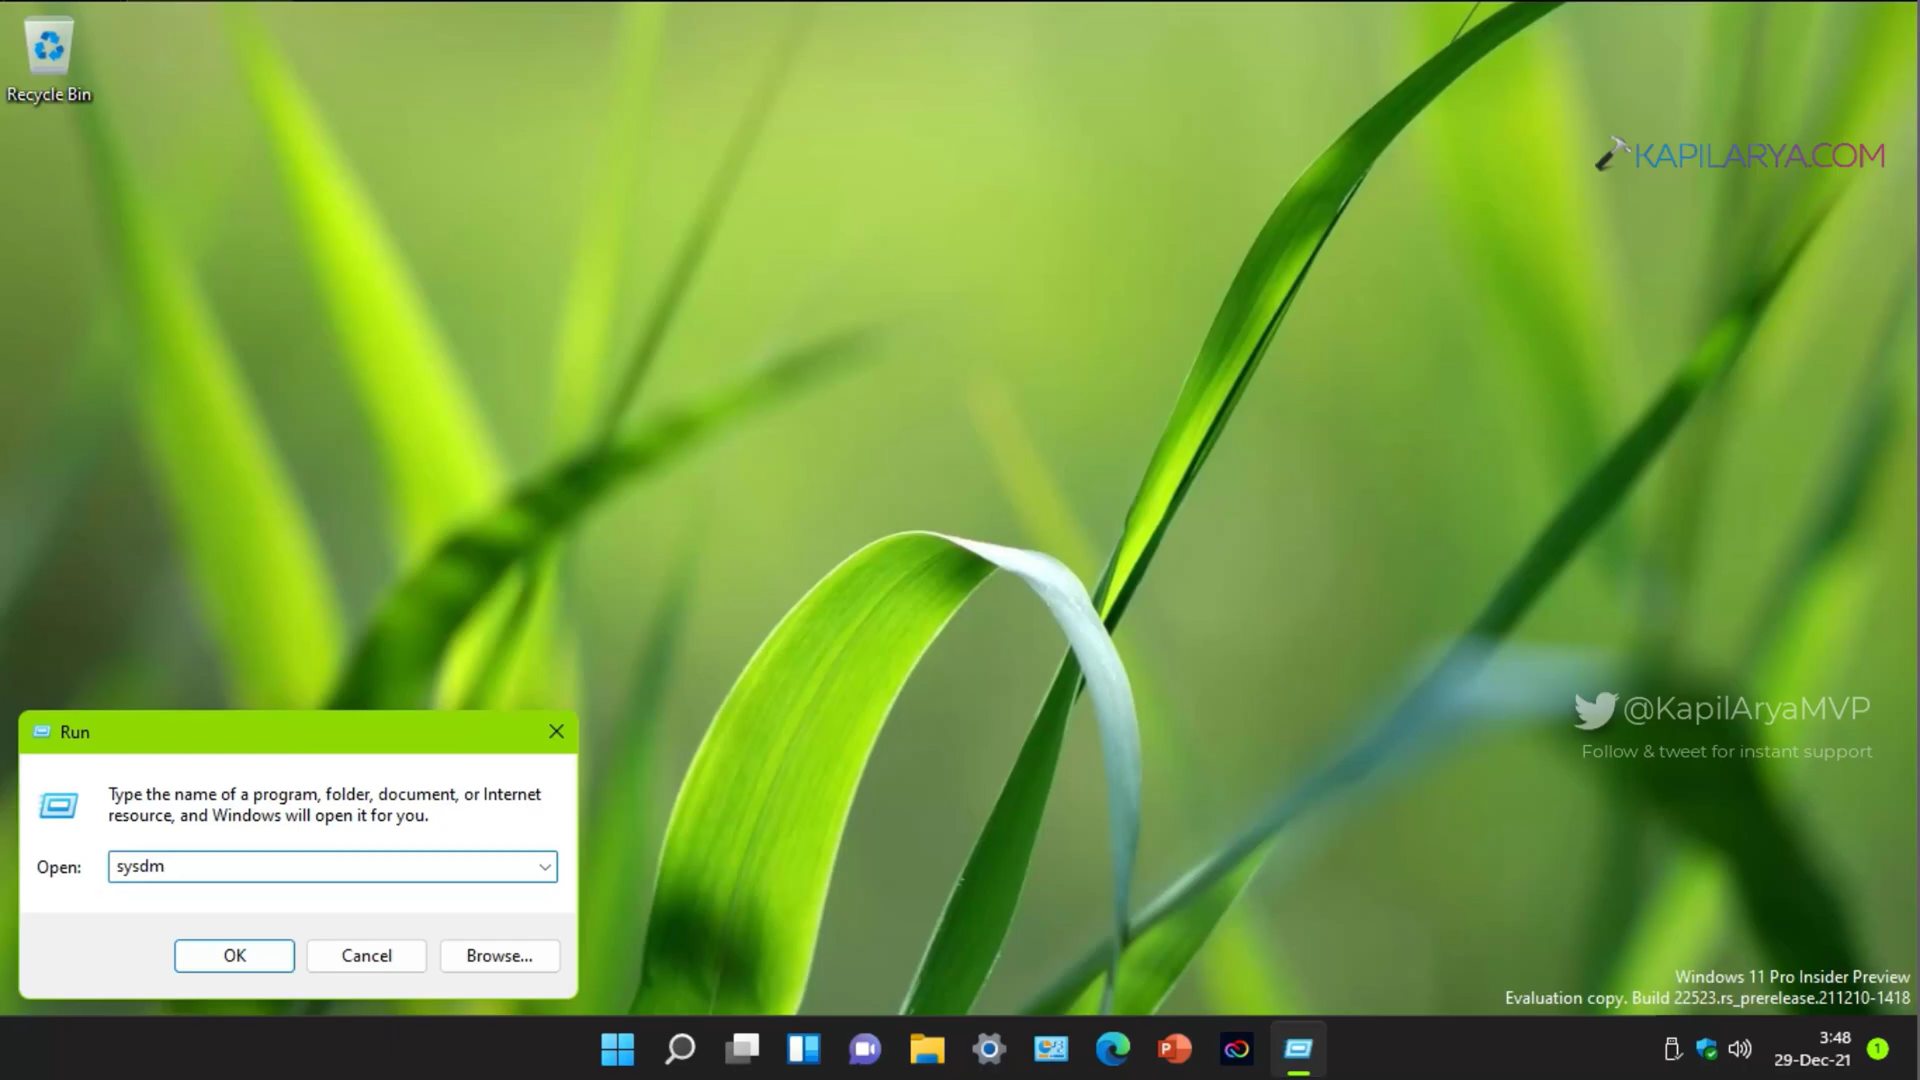 Recycle Bin
KAPILARYA.COM
@KapilAryaMVP
Follow & tweet for instant support
Run
Type the name of a program, folder, document, or Internet
resource, and Windows will open it for you.
Open: sysdm
OK Cancel Browse...
Windows 11 Pro Insider Preview
Evaluation copy. Build 22523.rs_prerelease.211210-1418
3:48
29-Dec-21
1